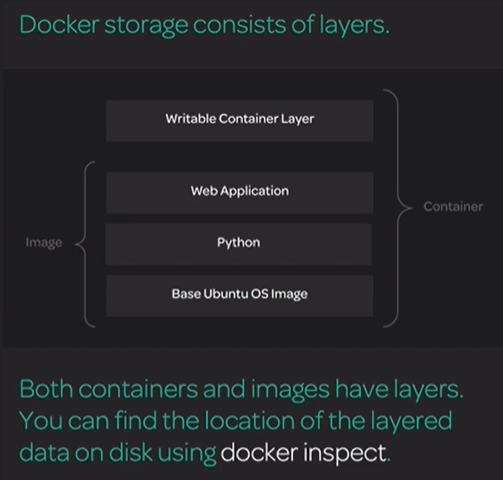 Docker storage consists of layers.
Writable Container Layer
Web Application
Container
Image
Python
Base Ubuntu OS Image
Both containers and images have layers.
You can find the location of the layered
data on disk using docker inspect.